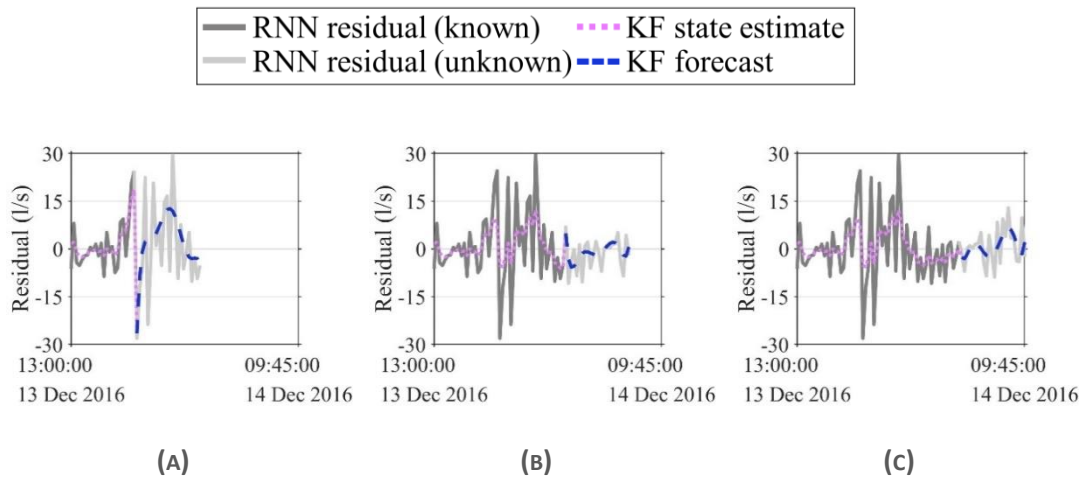 RNN residual (known) KF state estimate
RNN residual (unknown) KF forecast
30
15
0
-15
-30
Residual (l/s)
13:00:00 09:45:00
13 Dec 2016 14 Dec 2016
(A)
30
15
0
-15
-30
Residual (l/s)
13:00:00 09:45:00
13 Dec 2016 14 Dec 2016
(B)
30
15
0
-15
-30
Residual (l/s)
13:00:00 09:45:00
13 Dec 2016 14 Dec 2016
(C)